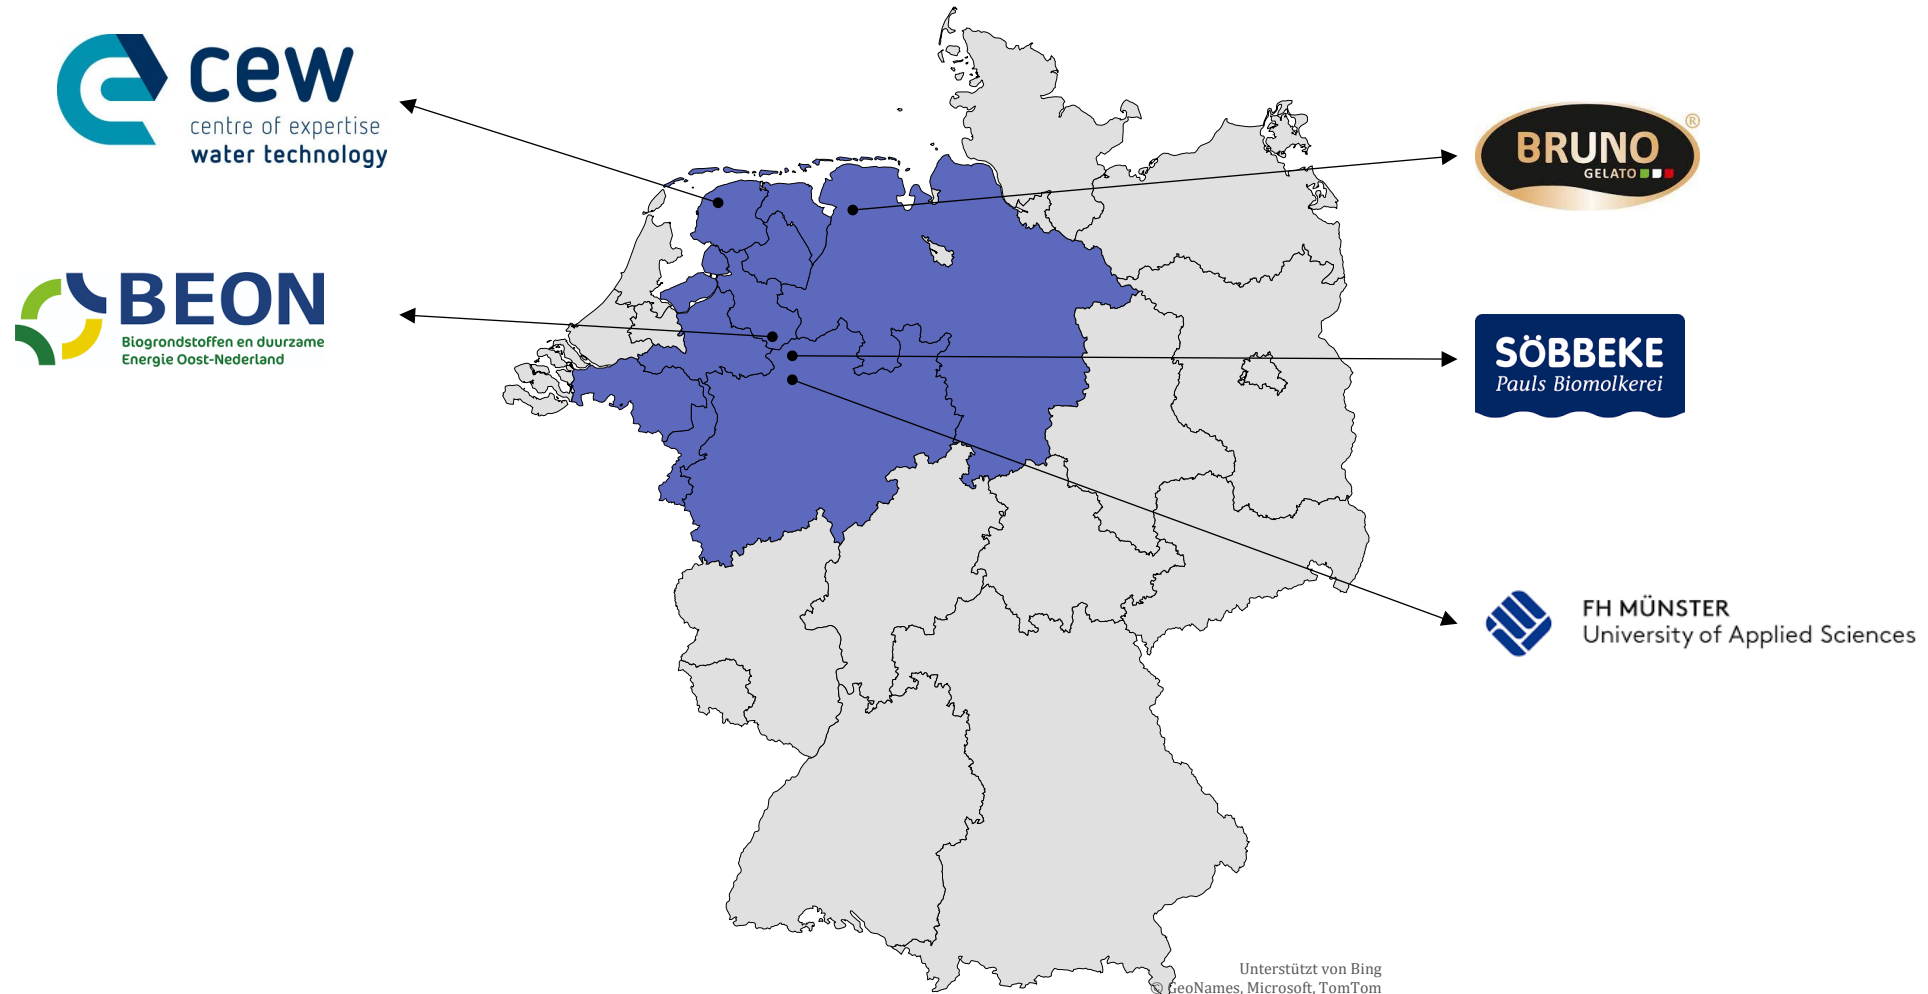 cew
centre of expertise
water technology
BEON
Biogrondstoffen en duurzame
Energie Oost-Nederland
BRUNO
®
GELATO
SÖBBEKE
Pauls Biomolkerei
FH MÜNSTER
University of Applied Sciences
Unterstützt von Bing
© GeoNames, Microsoft, TomTom